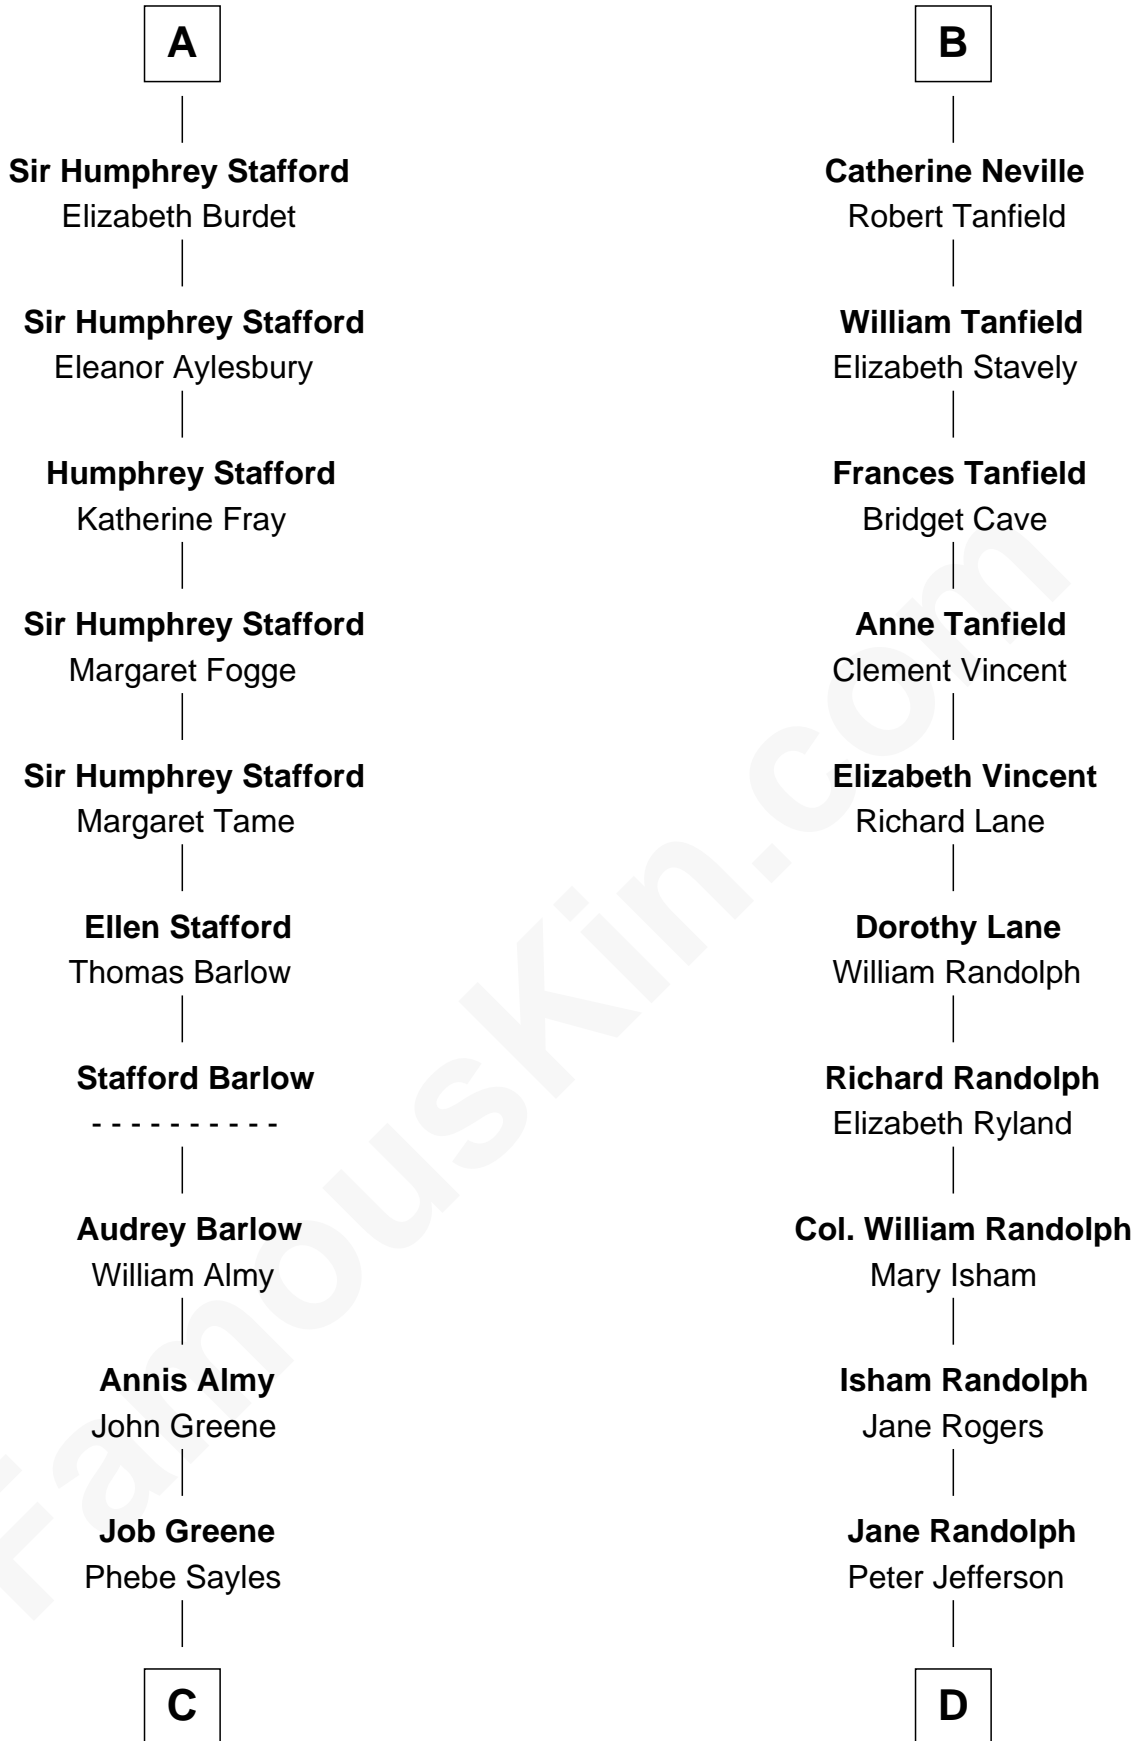 A
Sir Humphrey Stafford
Elizabeth Burdet
Sir Humphrey Stafford
Eleanor Aylesbury
Humphrey Stafford
Katherine Fray
Sir Humphrey Stafford
Margaret Fogge
Sir Humphrey Stafford
Margaret Tame
Ellen Stafford
Thomas Barlow
Stafford Barlow
- - - - - - - - - -
Audrey Barlow
William Almy
Annis Almy
John Greene
Job Greene
Phebe Sayles
C
B
Catherine Neville
Robert Tanfield
William Tanfield
Elizabeth Stavely
Frances Tanfield
Bridget Cave
Anne Tanfield
Clement Vincent
Elizabeth Vincent
Richard Lane
Dorothy Lane
William Randolph
Richard Randolph
Elizabeth Ryland
Col. William Randolph
Mary Isham
Isham Randolph
Jane Rogers
Jane Randolph
Peter Jefferson
D
FamousKin.com